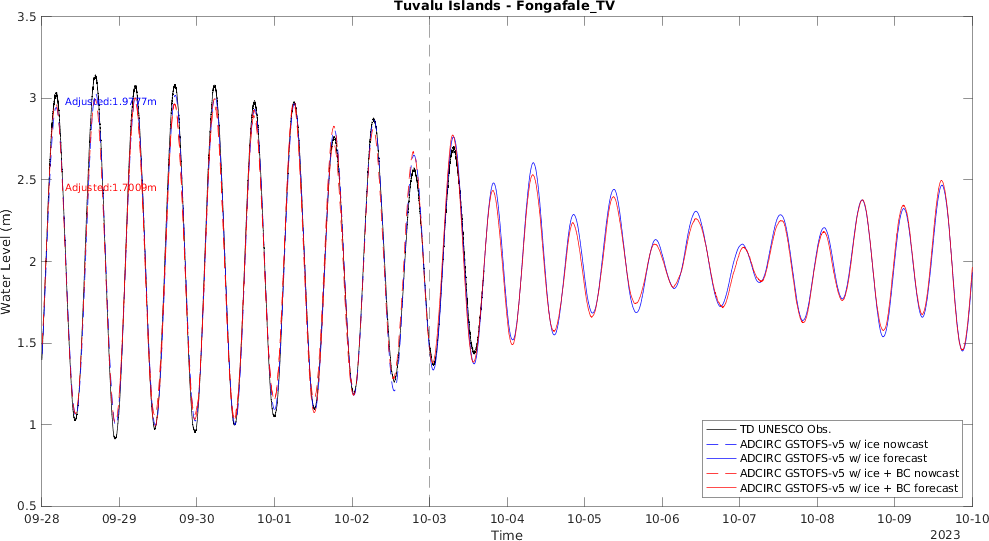 Tuvalu Islands - Fongafale_TV
3.5
3
2.5
2
1.5
1
0.5
Water Level (m)
Adjusted:1.9777m
Adjusted:1.7009m
TD UNESCO Obs.
ADCIRC GSTOFS-v5 w/ ice nowcast
ADCIRC GSTOFS-v5 w/ ice forecast
ADCIRC GSTOFS-v5 w/ ice + BC nowcast
ADCIRC GSTOFS-v5 w/ ice + BC forecast
09-28 09-29 09-30 10-01 10-02 10-03 10-04 10-05 10-06 10-07 10-08 10-09 10-10
Time
2023